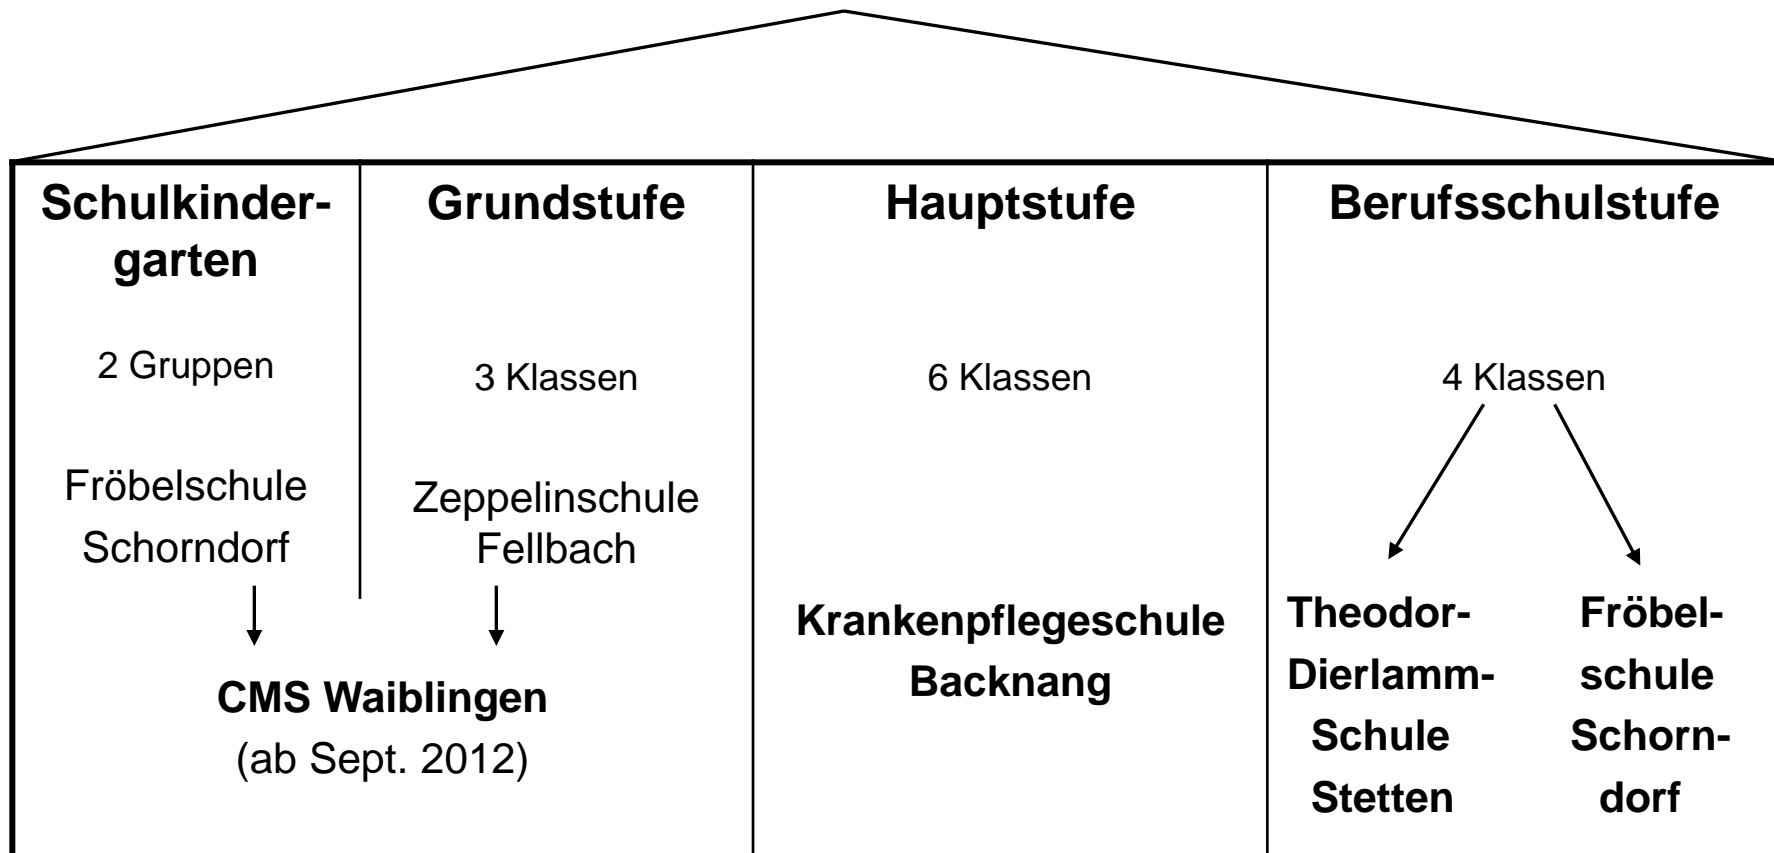 Schulkinder-
garten
2 Gruppen
Fröbelschule
Schorndorf
Grundstufe
3 Klassen
Zeppelinschule
Fellbach
CMS Waiblingen
(ab Sept. 2012)
Hauptstufe
6 Klassen
Krankenpflegeschule
Backnang
Berufsschulstufe
4 Klassen
Theodor-
Dierlamm-
Schule
Stetten
Fröbel-
schule
Schorn-
dorf